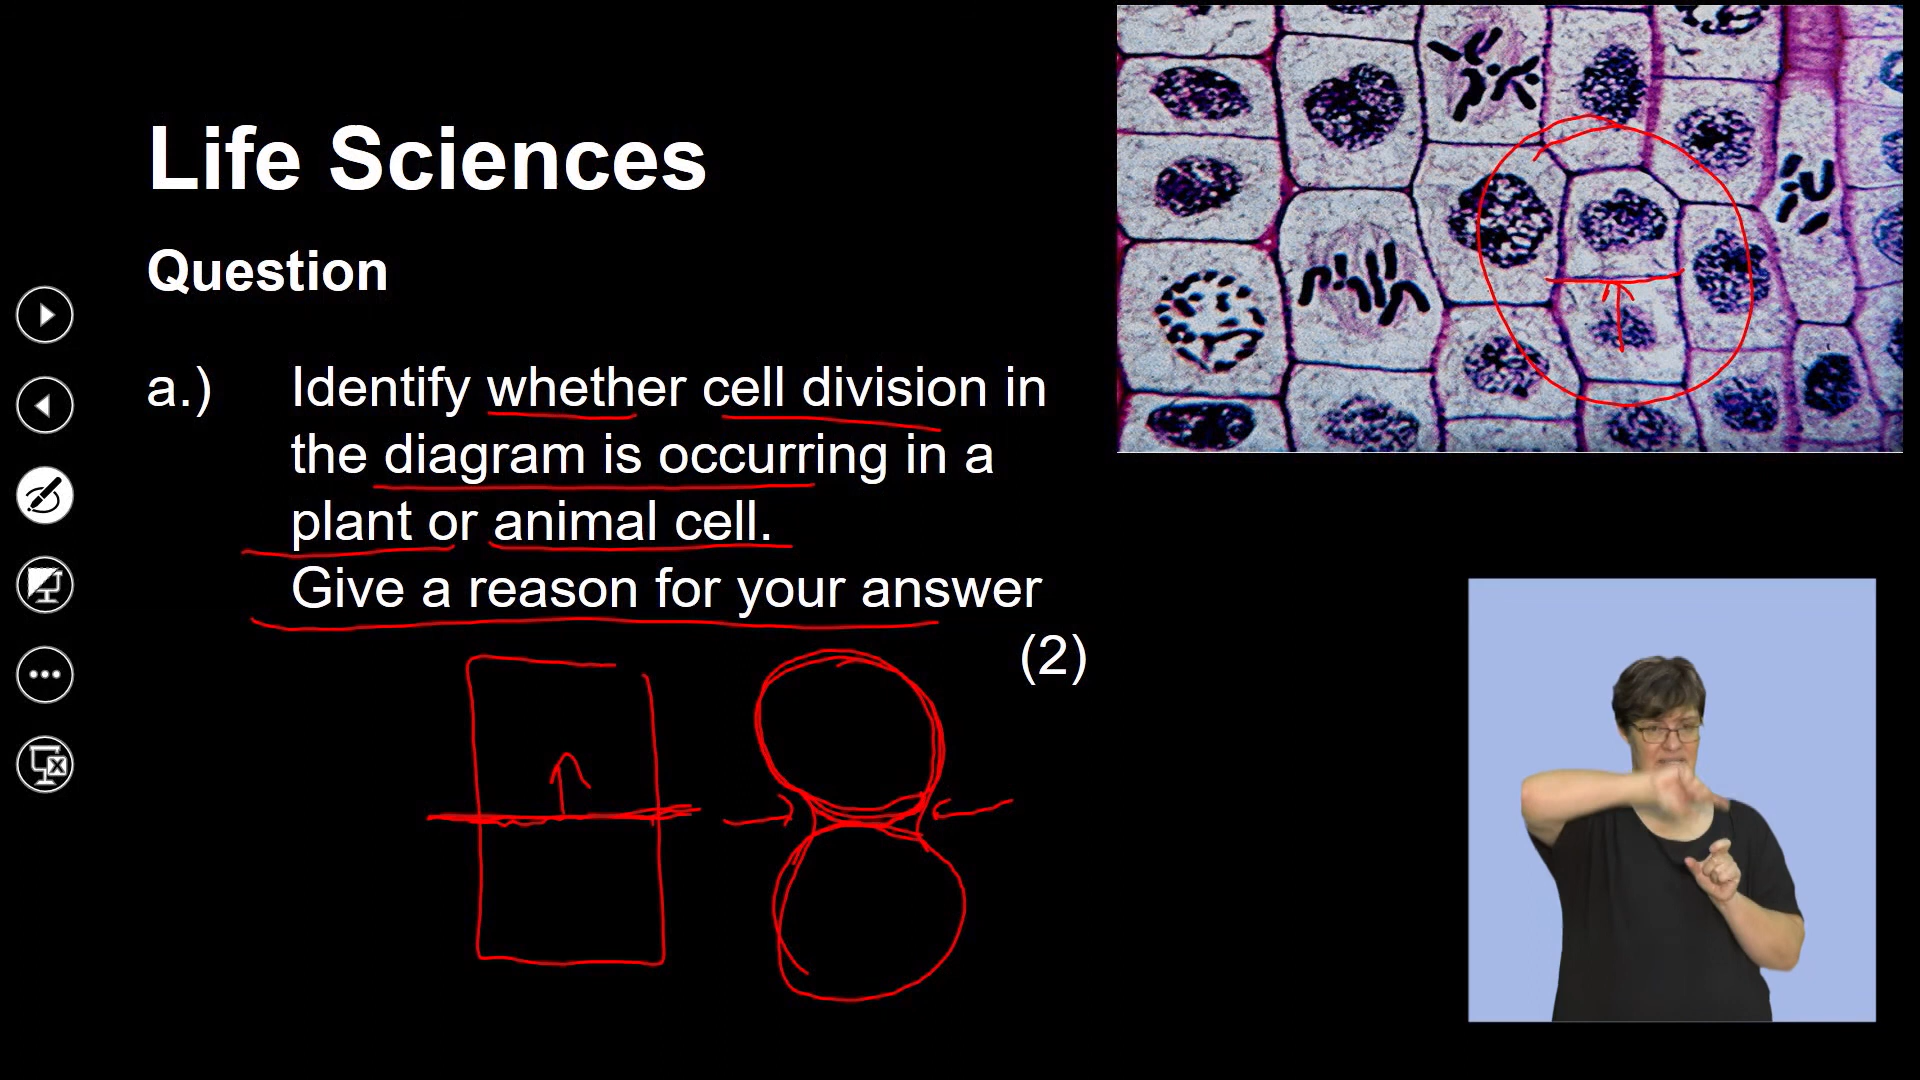 Life Sciences
Question
a.) Identify whether cell division in
the diagram is occurring in a
plant or animal cell.
Give a reason for your answer
(2)